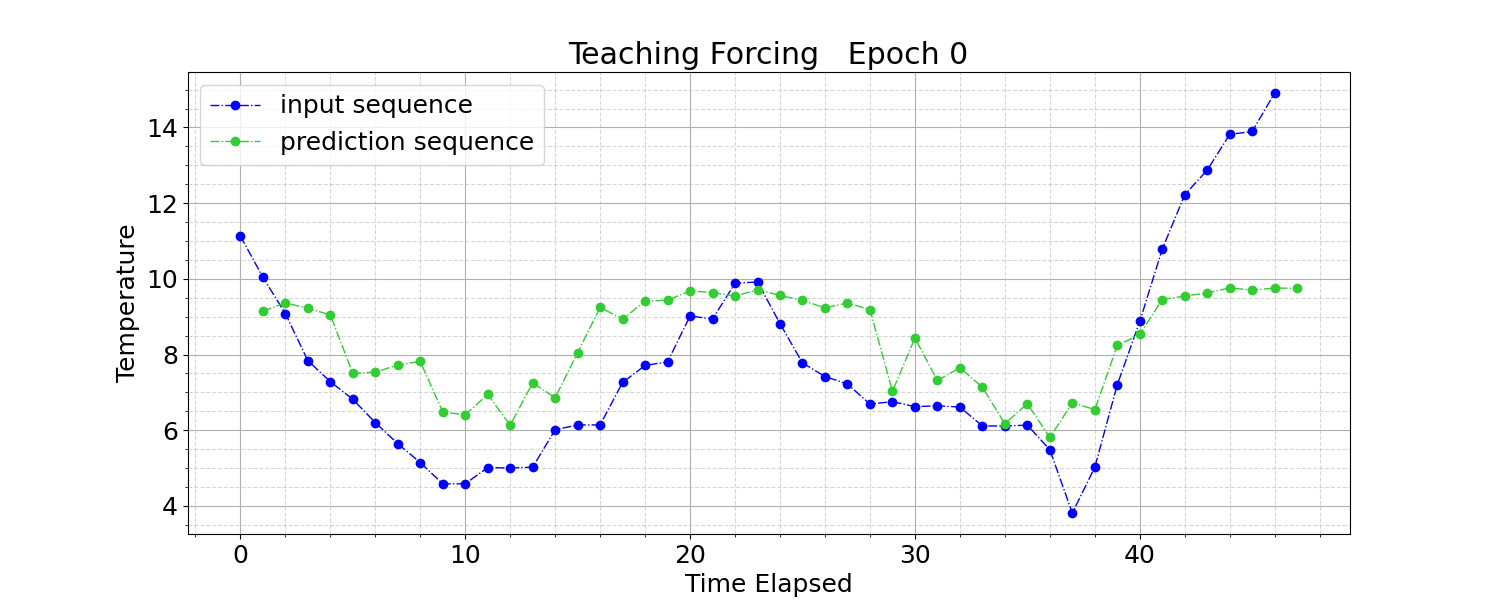 Teaching Forcing   Epoch 0
input sequence
prediction sequence
Temperature
14
12
10
8
6
4
0 10 20 30 40
Time Elapsed